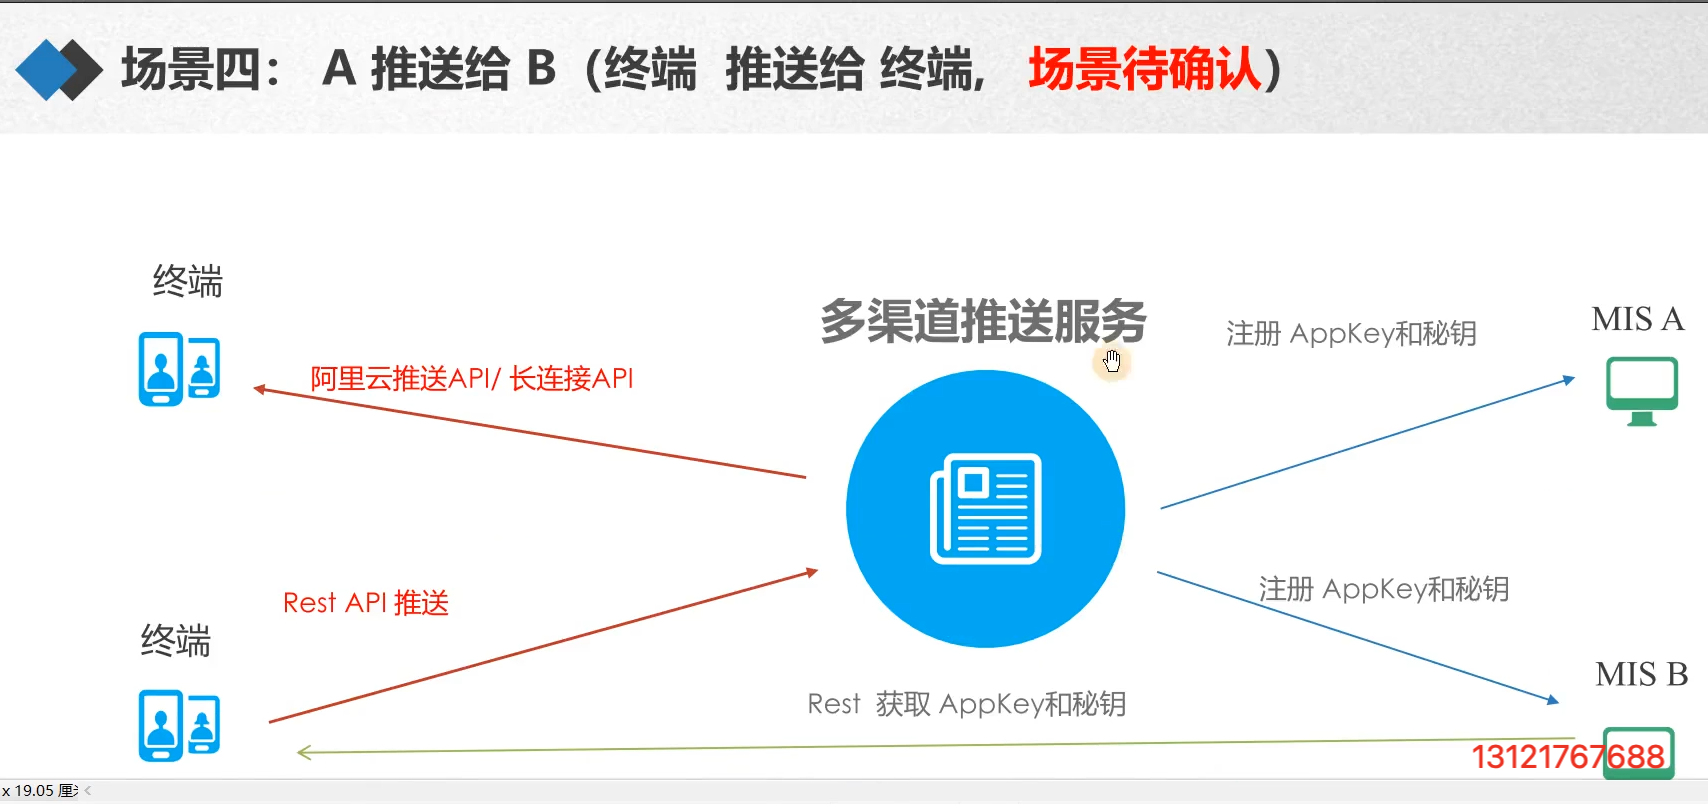 场景四： A 推送给 B（终端 推送给 终端, 场景待确认）
终端
多渠道推送服务
注册 AppKey和秘钥
MIS A
阿里云推送API/ 长连接API
Rest API 推送
注册 AppKey和秘钥
终端
MIS B
Rest 获取 AppKey和秘钥
13121767688
x 19.05 厘米